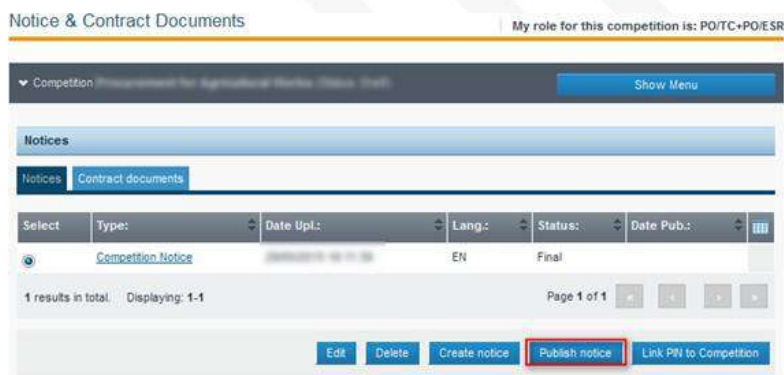 Notice & Contract Documents
My role for this competition is: PO/TC+PO/ESR
Competition
Show Menu
Notices
Notices Contract documents
Select Type: Date Upl.: Lang.: Status: Date Pub.:
Competition Notice EN Final
1 results in total. Displaying: 1-1 Page 1 of 1
Edit Delete Create notice Publish notice Link PIN to Competition